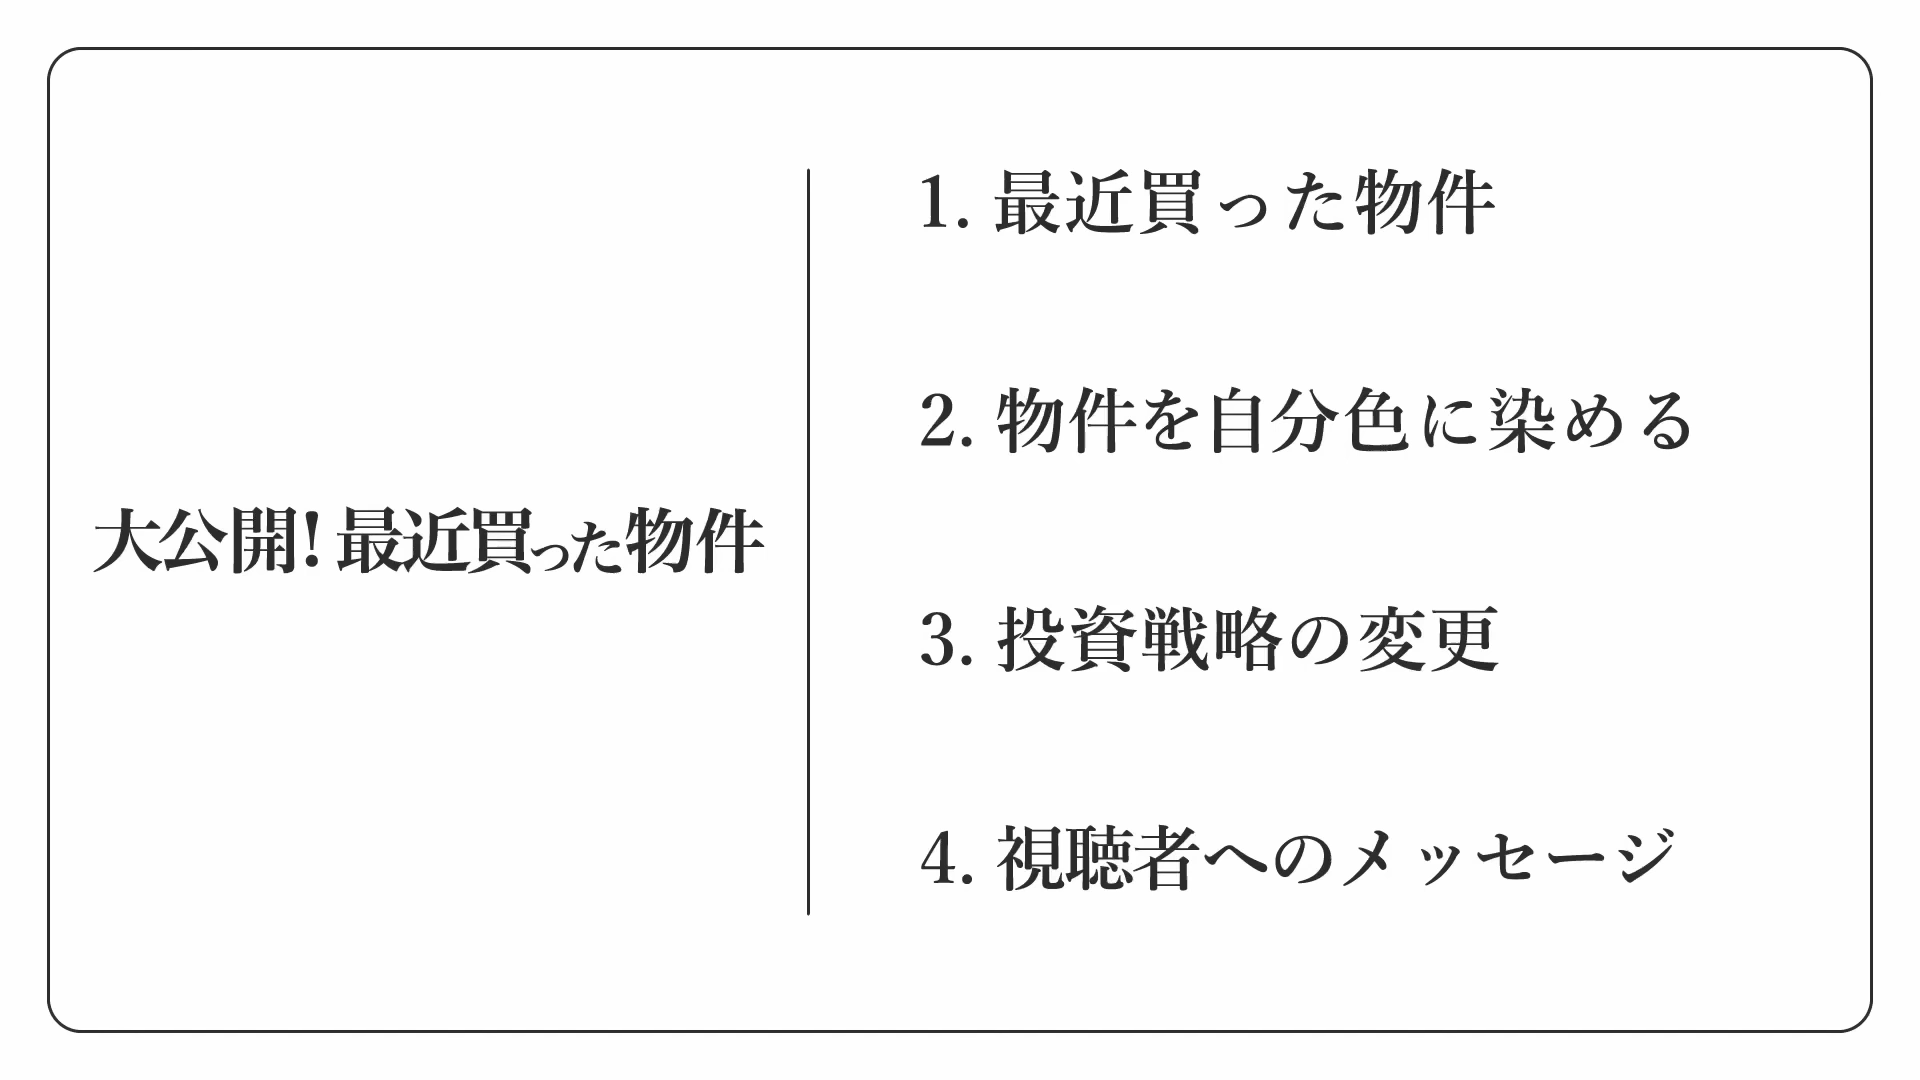 大公開! 最近買った物件
1. 最近買った物件
2. 物件を自分色に染める
3. 投資戦略の変更
4. 視聴者へのメッセージ